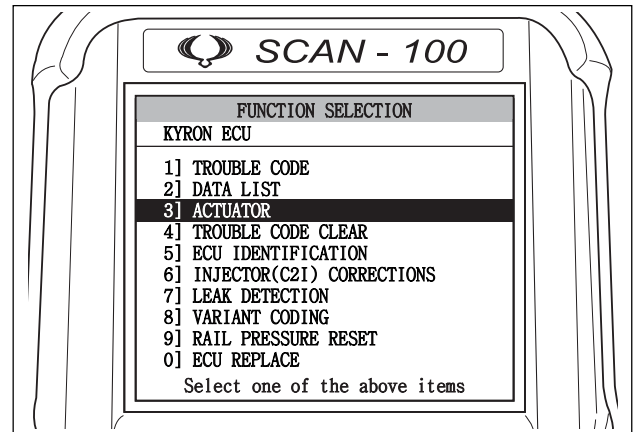 SCAN - 100
FUNCTION SELECTION
KYRON ECU
1] TROUBLE CODE
2] DATA LIST
3] ACTUATOR
4] TROUBLE CODE CLEAR
5] ECU IDENTIFICATION
6] INJECTOR(C2I) CORRECTIONS
7] LEAK DETECTION
8] VARIANT CODING
9] RAIL PRESSURE RESET
0] ECU REPLACE
Select one of the above items